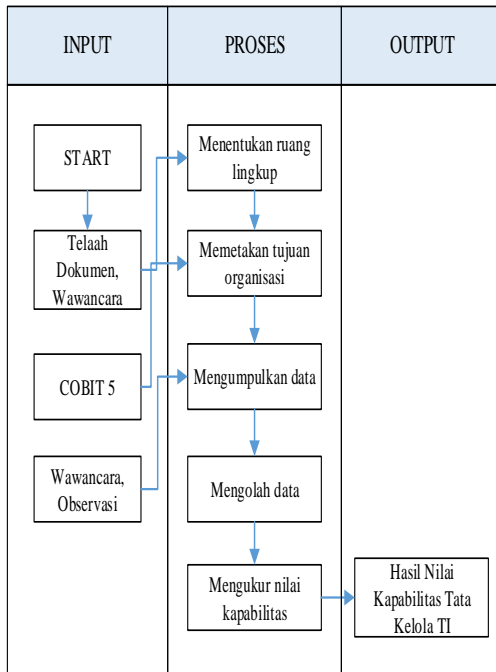 INPUT
PROSES
OUTPUT
START
Telaah
Dokumen,
Wawancara
COBIT 5
Wawancara,
Observasi
Menentukan ruang
lingkup
Memetakan tujuan
organisasi
Mengumpulkan data
Mengolah data
Mengukur nilai
kapabilitas
Hasil Nilai
Kapabilitas Tata
Kelola TI